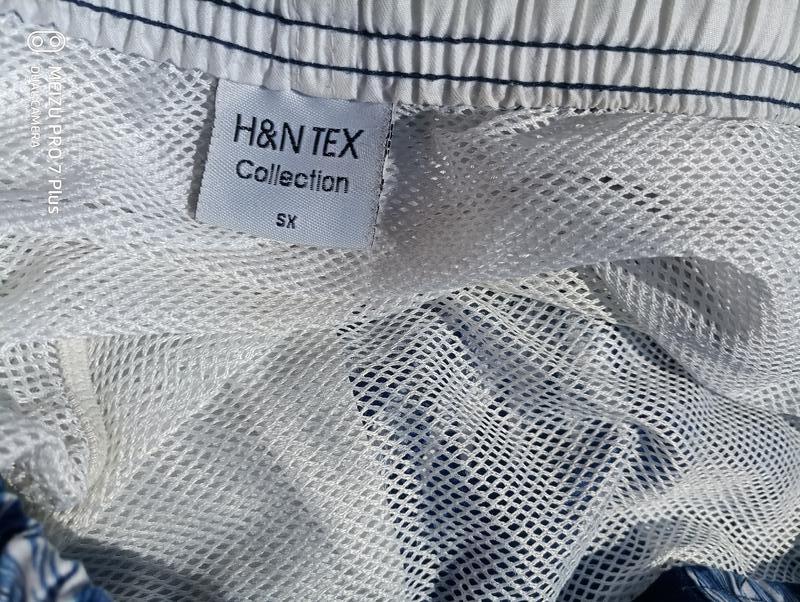 H&N TEX
Collection
SX
MEIZU PRO 7 Plus
DUAL CAMERA